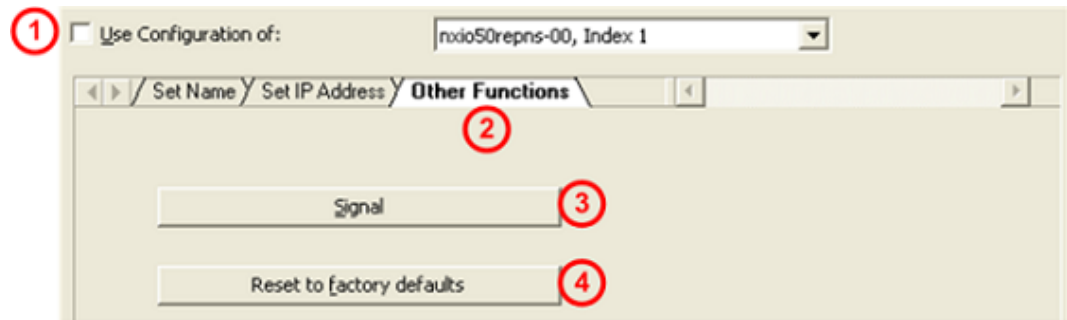 1 Use Configuration of: nxio50repns-00, Index 1
Set Name Set IP Address Other Functions
2
Signal 3
Reset to factory defaults 4